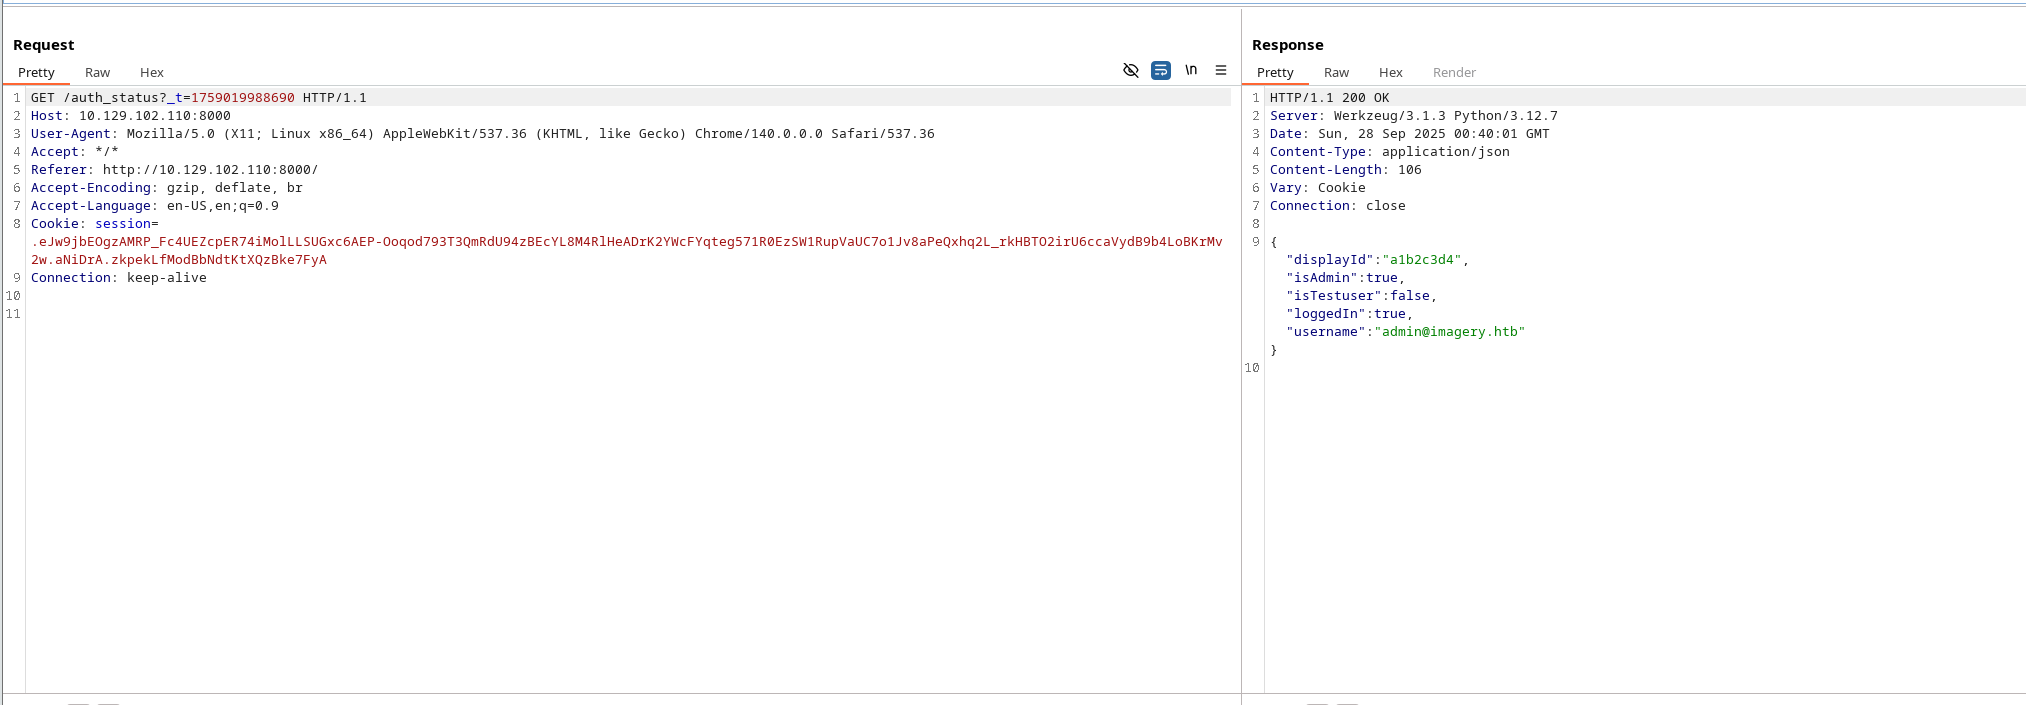 Request
Pretty Raw Hex
\n
1 GET /auth_status?_t=1759019988690 HTTP/1.1
2 Host: 10.129.102.110:8000
3 User-Agent: Mozilla/5.0 (X11; Linux x86_64) AppleWebKit/537.36 (KHTML, like Gecko) Chrome/140.0.0.0 Safari/537.36
4 Accept: */*
5 Referer: http://10.129.102.110:8000/
6 Accept-Encoding: gzip, deflate, br
7 Accept-Language: en-US,en;q=0.9
8 Cookie: session=
.eJw9jbEOgzAMRP_Fc4UEZcpER74iMolLLSUGxc6AEP-Ooqod793T3QmRdU94zBEcYL8M4RlHeADrK2YWcFYqteg571R0EzSW1RupVaUC7o1Jv8aPeQxhq2L_rkHBTO2irU6ccaVydB9b4LoBKrMv
2w.aNiDrA.zkpekLfModBbNdtKtXQzBke7FyA
9 Connection: keep-alive
10
11
Response
Pretty Raw Hex Render
1 HTTP/1.1 200 OK
2 Server: Werkzeug/3.1.3 Python/3.12.7
3 Date: Sun, 28 Sep 2025 00:40:01 GMT
4 Content-Type: application/json
5 Content-Length: 106
6 Vary: Cookie
7 Connection: close
8
9 {
"displayId":"a1b2c3d4",
"isAdmin":true,
"isTestuser":false,
"loggedIn":true,
"username":"admin@imagery.htb"
}
10